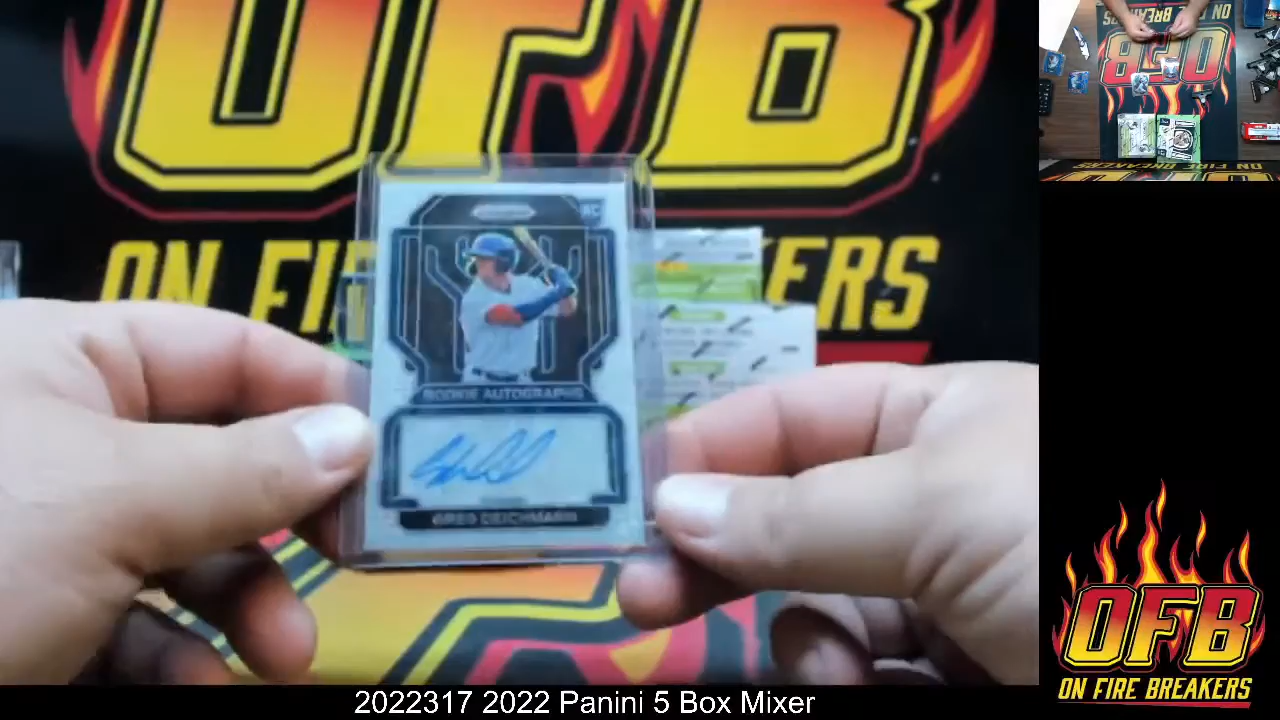 OFB
ON FIRE BREAKERS
RC
ROOKIE AUTOGRAPHS
GREG DEICHMANN
ERS
OFB
ON FIRE BREAKERS
2022317 2022 Panini 5 Box Mixer